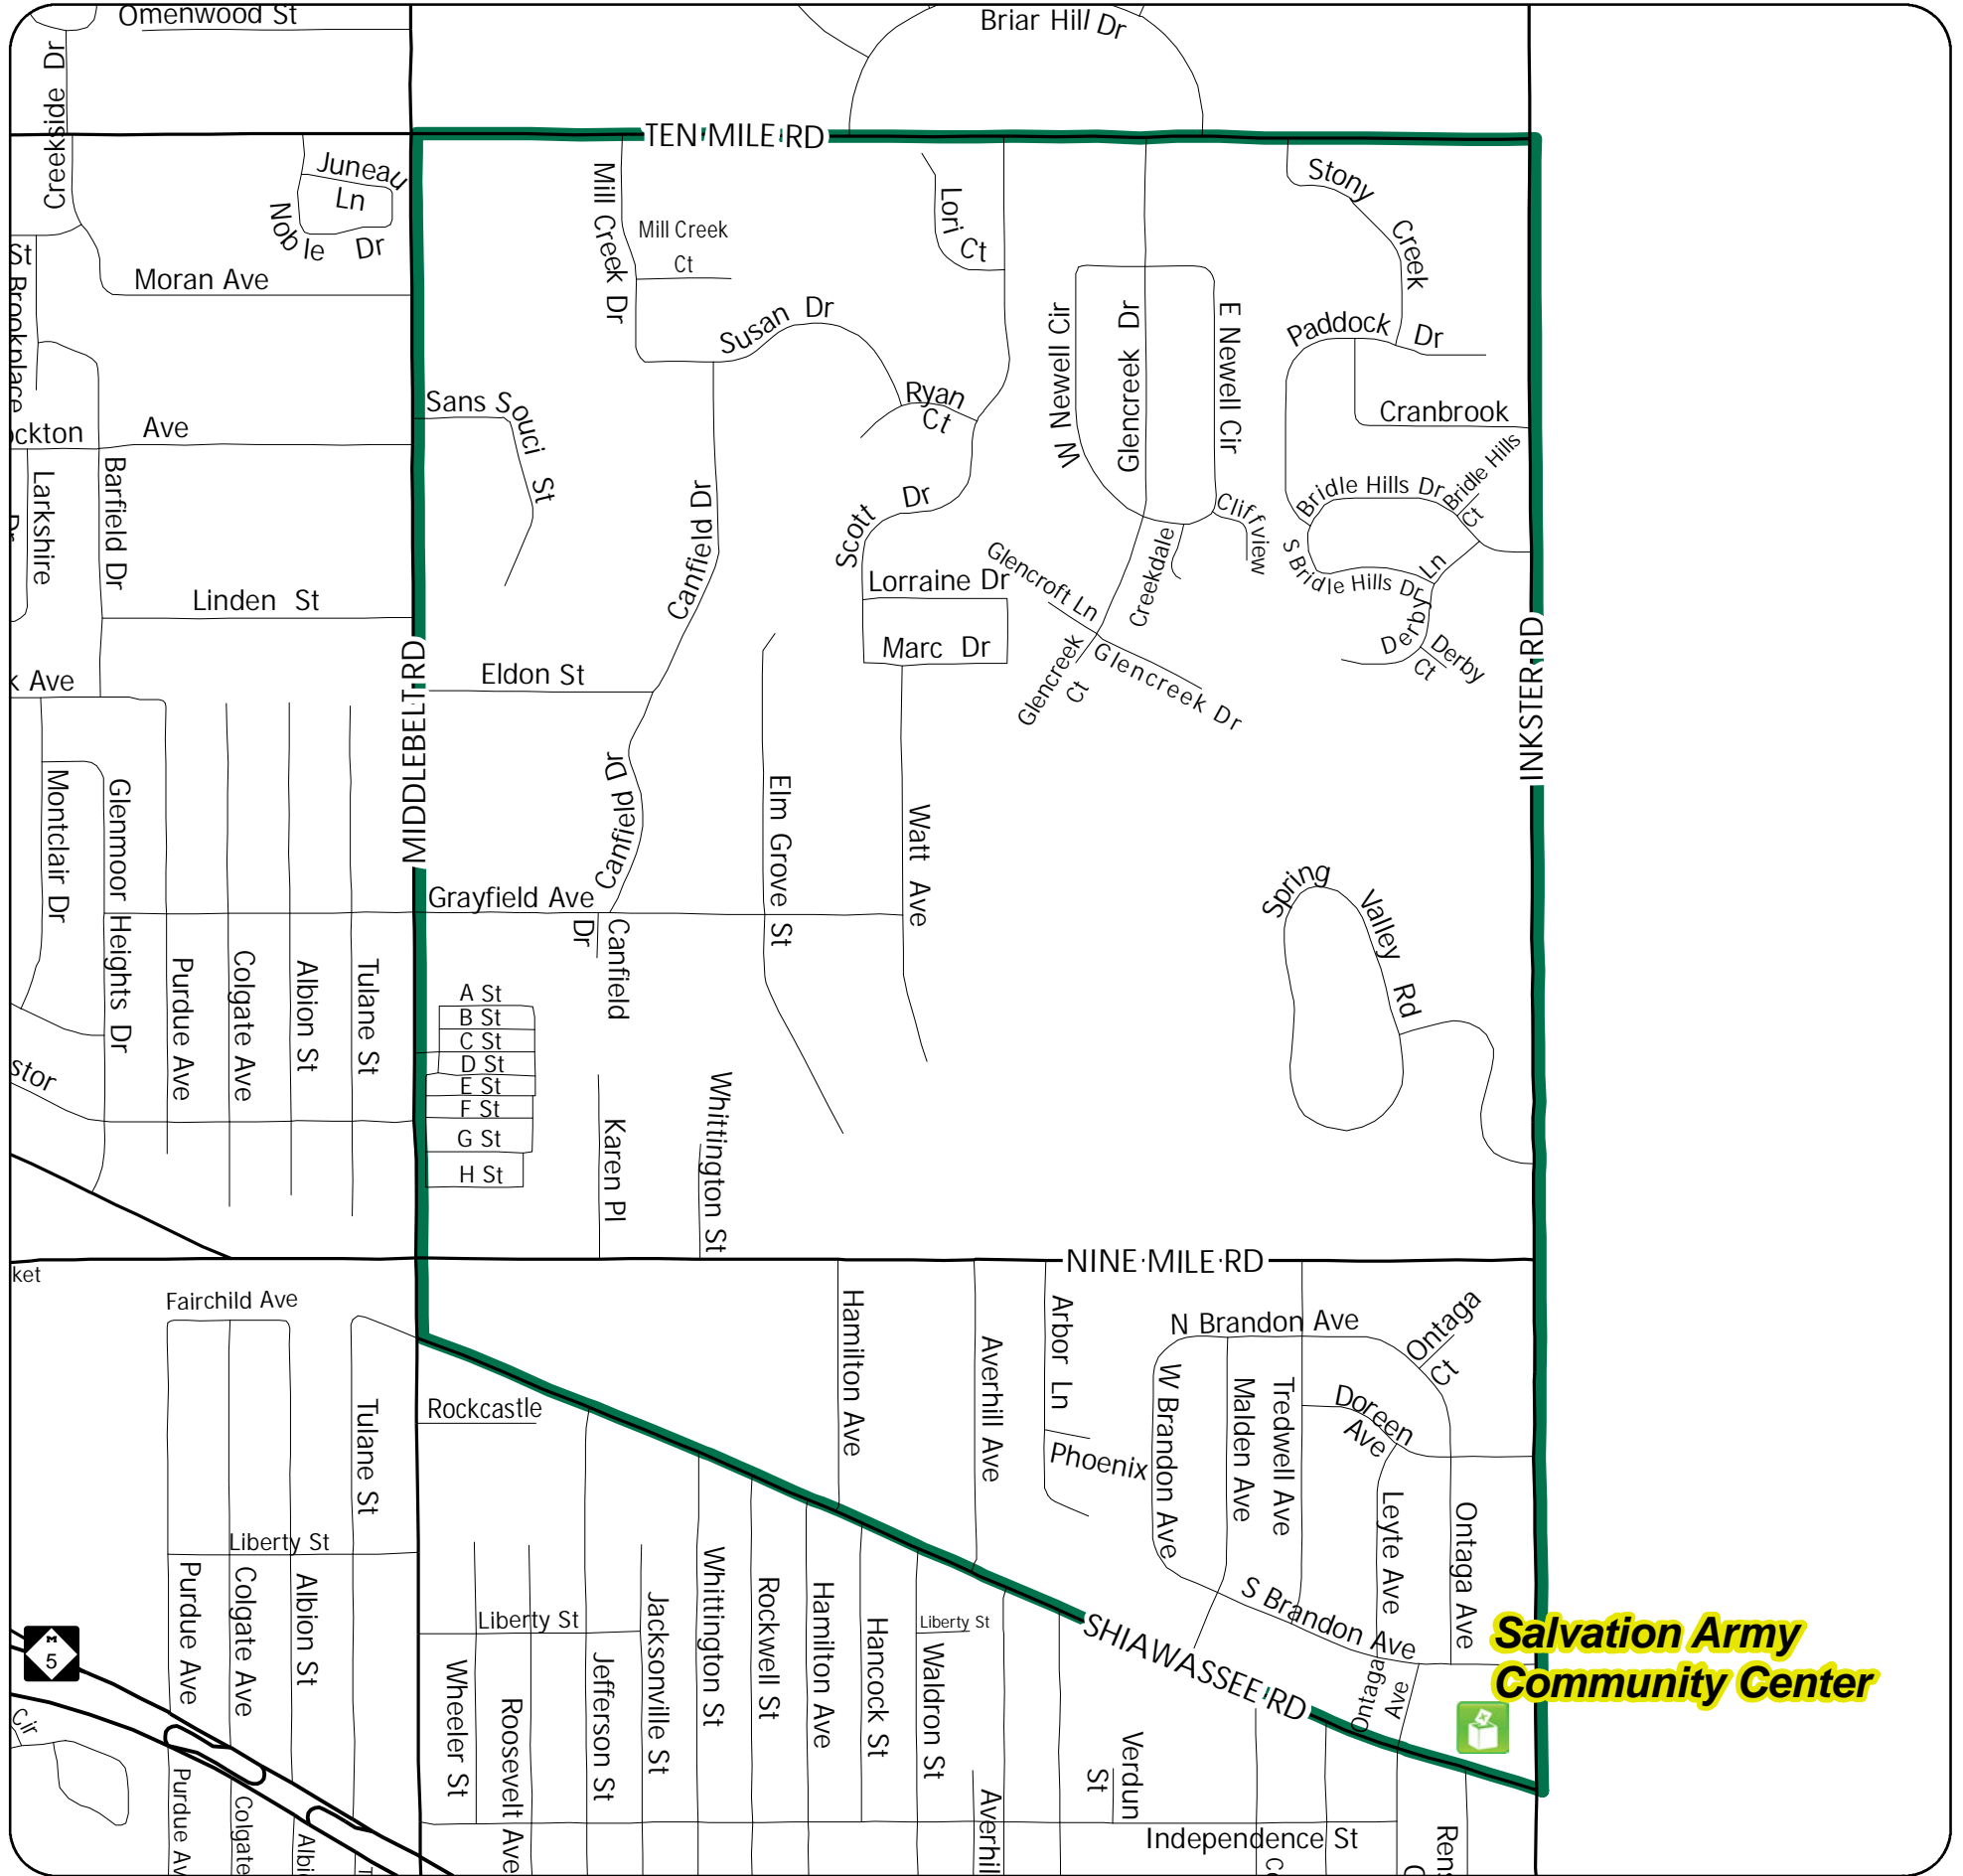 Omenwood St
Briar Hill Dr
Creekside Dr
TEN MILE RD
Juneau
Ln
Noble Dr
Mill Creek Dr
Mill Creek
Ct
Lori Ct
Stony Creek
St
Moran Ave
Brookplace
Susan Dr
W Newell Cir
Glencreek Dr
E Newell Cir
Paddock Dr
Sans Souci St
Ryan
Ct
Cranbrook
Ave
Larkshire
Dr
Barfield Dr
Canfield Dr
Scott Dr
Bridle Hills Dr
Bridle Hills
Ct
Cliffview
Creekdale
S Bridle Hills Dr
Linden St
Lorraine Dr
Glencroft Ln
Derby Ln
Derby
Ct
Marc Dr
Glencreek
Ct
Glencreek Dr
MIDDLEBELT RD
INKSTER RD
Ave
Eldon St
Montclair Dr
Glenmoor Heights Dr
Canfield Dr
Elm Grove St
Watt Ave
Spring Valley Rd
Grayfield Ave
Canfield
Dr
Purdue Ave
Colgate Ave
Albion St
Tulane St
A St
B St
C St
D St
E St
F St
G St
H St
Karen Pl
Whittington St
NINE MILE RD
Fairchild Ave
Hamilton Ave
Averhill Ave
Arbor Ln
Phoenix
N Brandon Ave
W Brandon Ave
Malden Ave
Tredwell Ave
Ontaga
Ct
Doreen
Ave
Leyte Ave
Ontaga Ave
Rockcastle
Tulane St
Liberty St
Purdue Ave
Colgate Ave
Albion St
Liberty St
Wheeler St
Roosevelt Ave
Jefferson St
Jacksonville St
Whittington St
Rockwell St
Hamilton Ave
Hancock St
Liberty St
Waldron St
SHIAWASSEE RD
S Brandon Ave
Ontaga
Ave
Salvation Army
Community Center
M
5
Cir
Verdun
St
Independence St
Purdue Av
Colgate